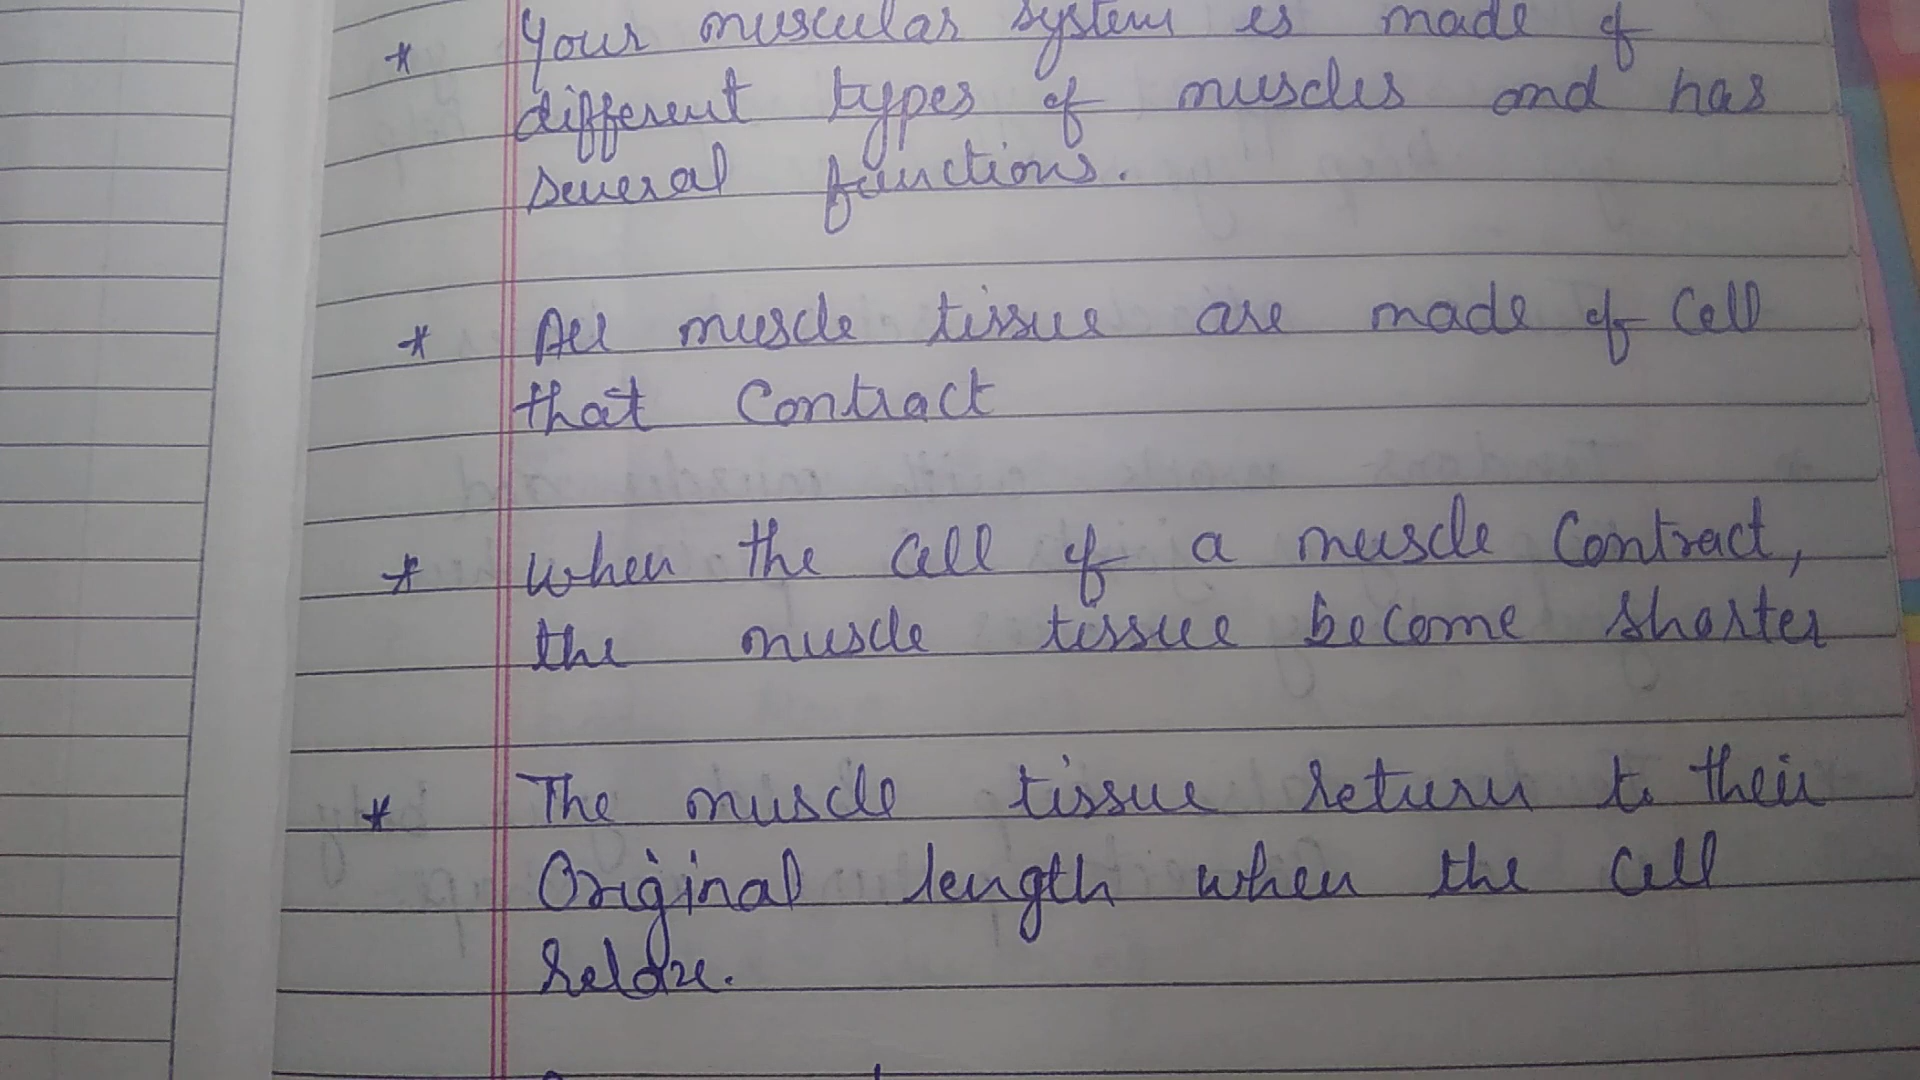 * Your muscular system is made of
different types of muscles and has
several functions.
* All muscle tissue are made of Cell
that Contract
* When the Cell of a muscle Contract,
the muscle tissue become shorter
* The muscle tissue return to their
Original length when the Cell
relax.